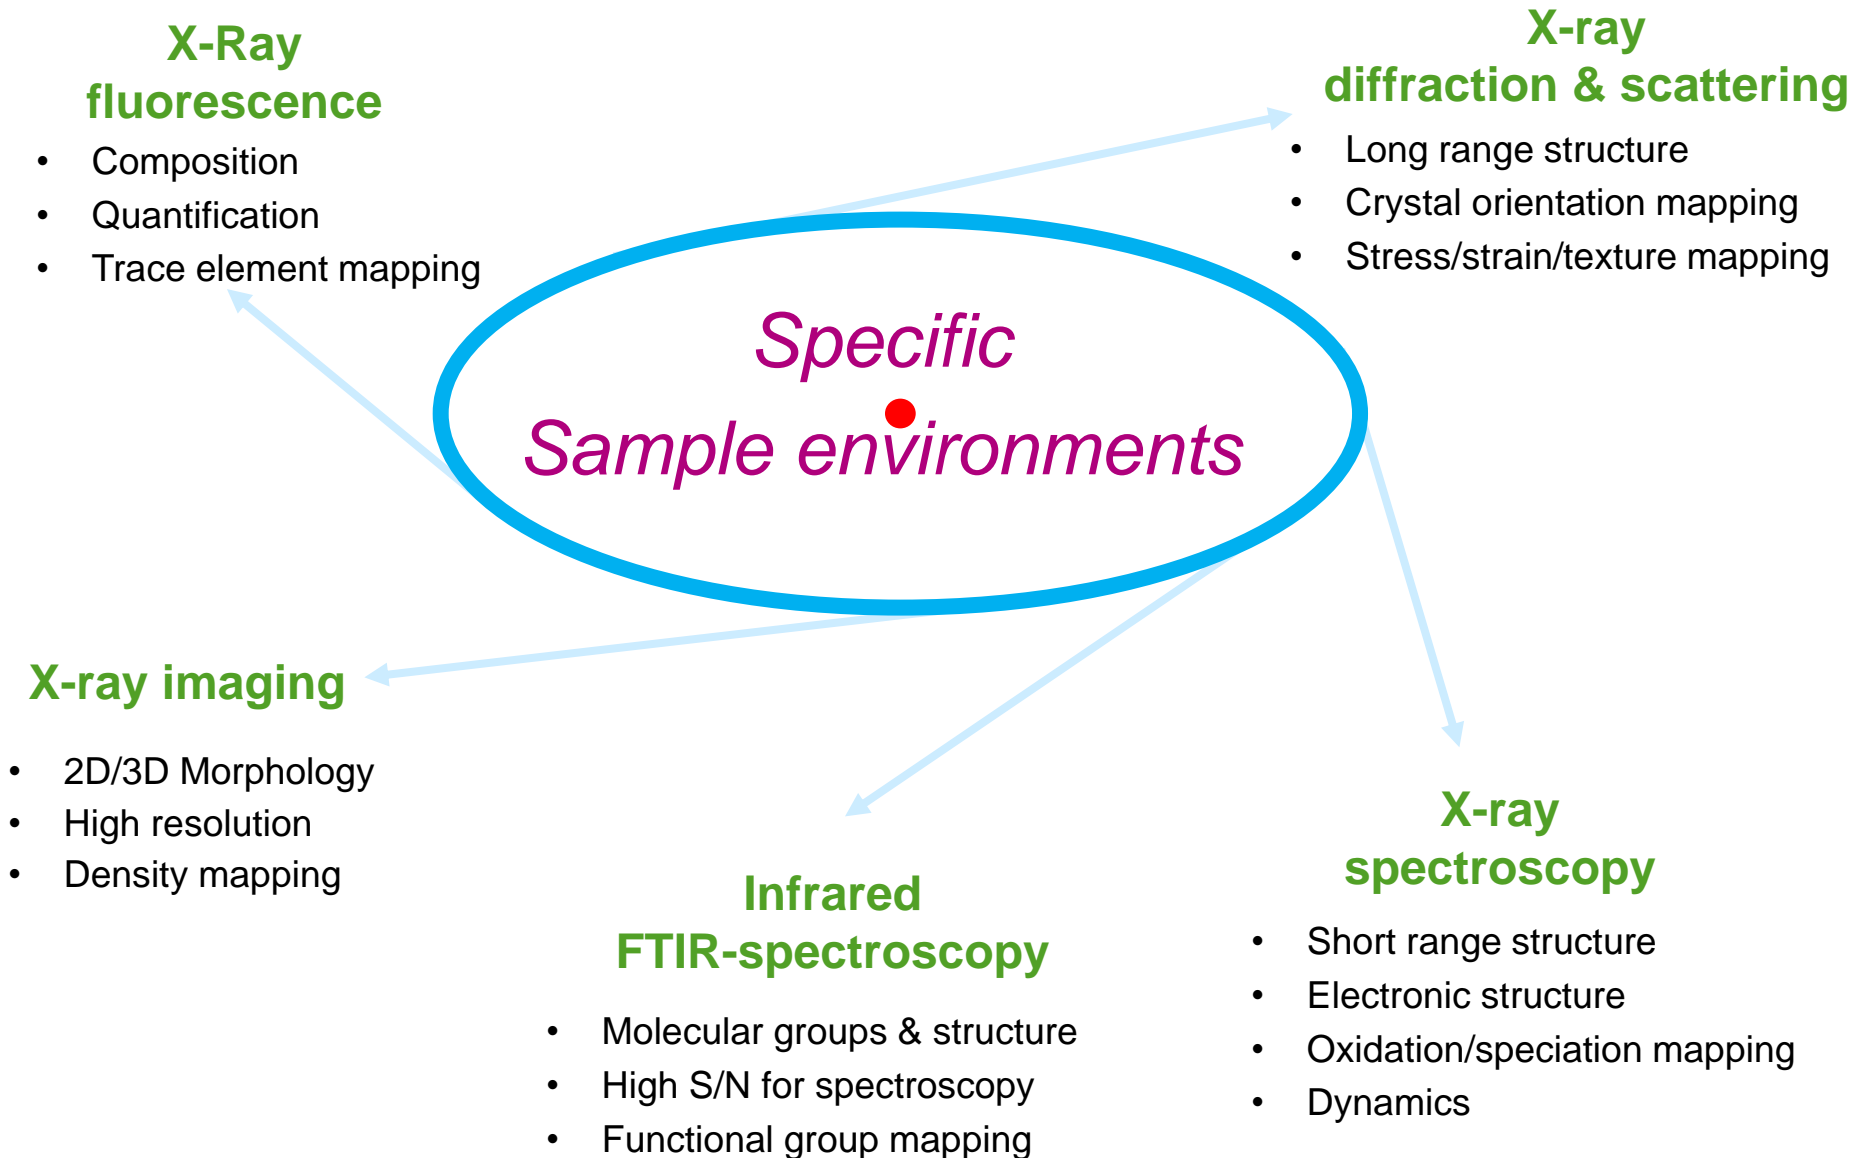 X-Ray
fluorescence
• Composition
• Quantification
• Trace element mapping
X-ray
diffraction & scattering
• Long range structure
• Crystal orientation mapping
• Stress/strain/texture mapping
Specific
Sample environments
X-ray imaging
• 2D/3D Morphology
• High resolution
• Density mapping
Infrared
FTIR-spectroscopy
• Molecular groups & structure
• High S/N for spectroscopy
• Functional group mapping
X-ray
spectroscopy
• Short range structure
• Electronic structure
• Oxidation/speciation mapping
• Dynamics